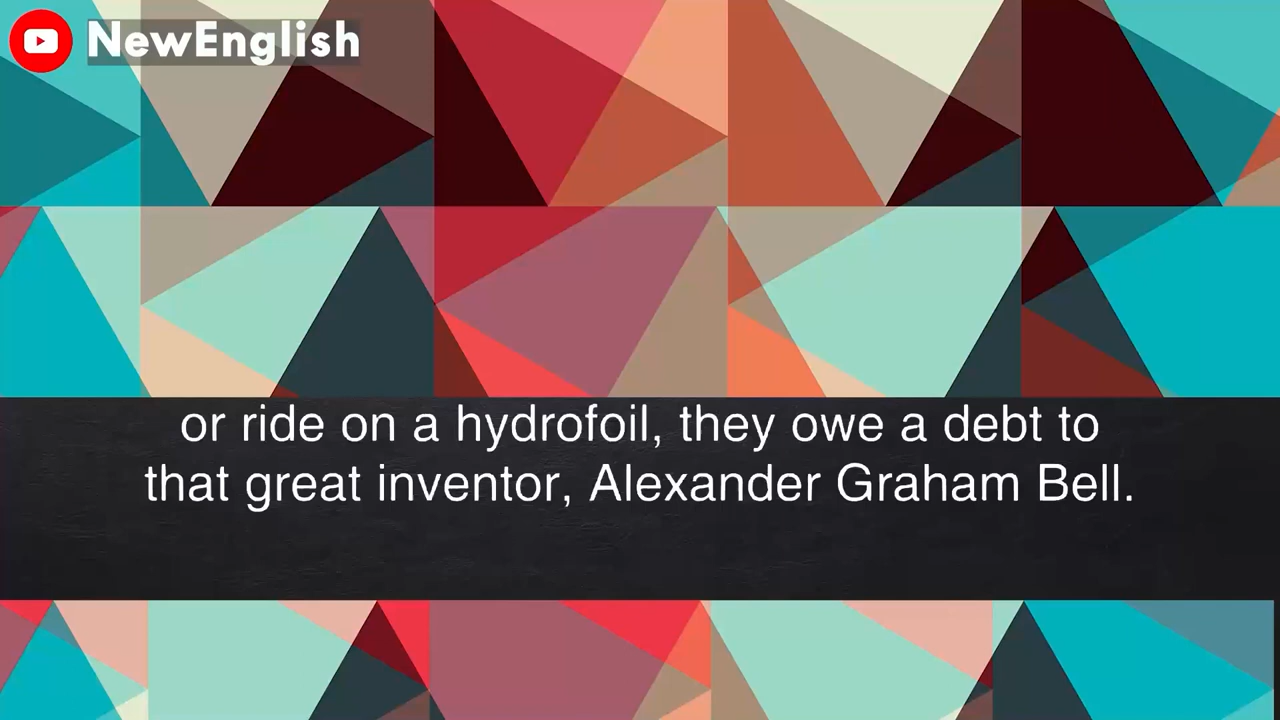 NewEnglish
or ride on a hydrofoil, they owe a debt to
that great inventor, Alexander Graham Bell.